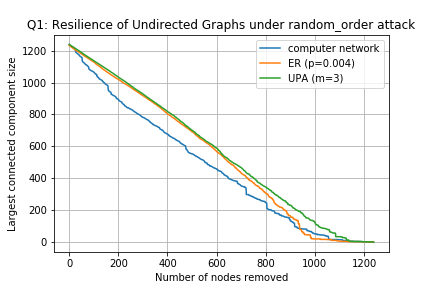 Q1: Resilience of Undirected Graphs under random_order attack
computer network
ER (p=0.004)
UPA (m=3)
Largest connected component size
1200
1000
800
600
400
200
0
0 200 400 600 800 1000 1200
Number of nodes removed